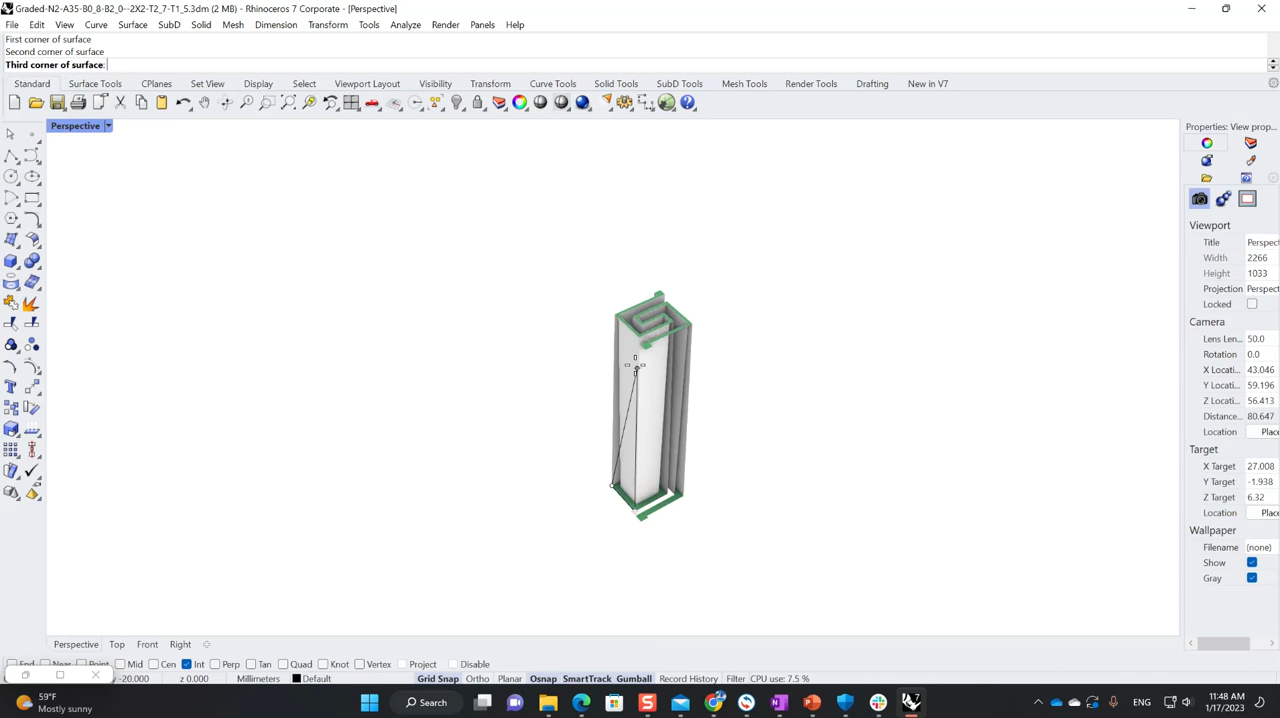 Graded-N2-A35-B0_8-B2_0--2X2-T2_7-T1_5.3dm (2 MB) - Rhinoceros 7 Corporate - [Perspective]
File Edit View Curve Surface SubD Solid Mesh Dimension Transform Tools Analyze Render Panels Help
First corner of surface
Second corner of surface
Third corner of surface:
Standard Surface Tools CPlanes Set View Display Select Viewport Layout Visibility Transform Curve Tools Solid Tools SubD Tools Mesh Tools Render Tools Drafting New in V7
Perspective
Properties: View prop...
Viewport
Title Perspect
Width 2266
Height 1033
Projection Perspect
Locked
Camera
Lens Len... 50.0
Rotation 0.0
X Locati... 43.046
Y Locati... 59.196
Z Locati... 56.413
Distance... 80.647
Location Place
Target
X Target 27.008
Y Target -1.938
Z Target 6.32
Location Place
Wallpaper
Filename (none)
Show
Gray
Perspective Top Front Right
End Near Point Mid Cen Int Perp Tan Quad Knot Vertex Project Disable
-20.000 z 0.000 Millimeters Default Grid Snap Ortho Planar Osnap SmartTrack Gumball Record History Filter CPU use: 7.5 %
59°F
Mostly sunny
Search
ENG
11:48 AM
1/17/2023